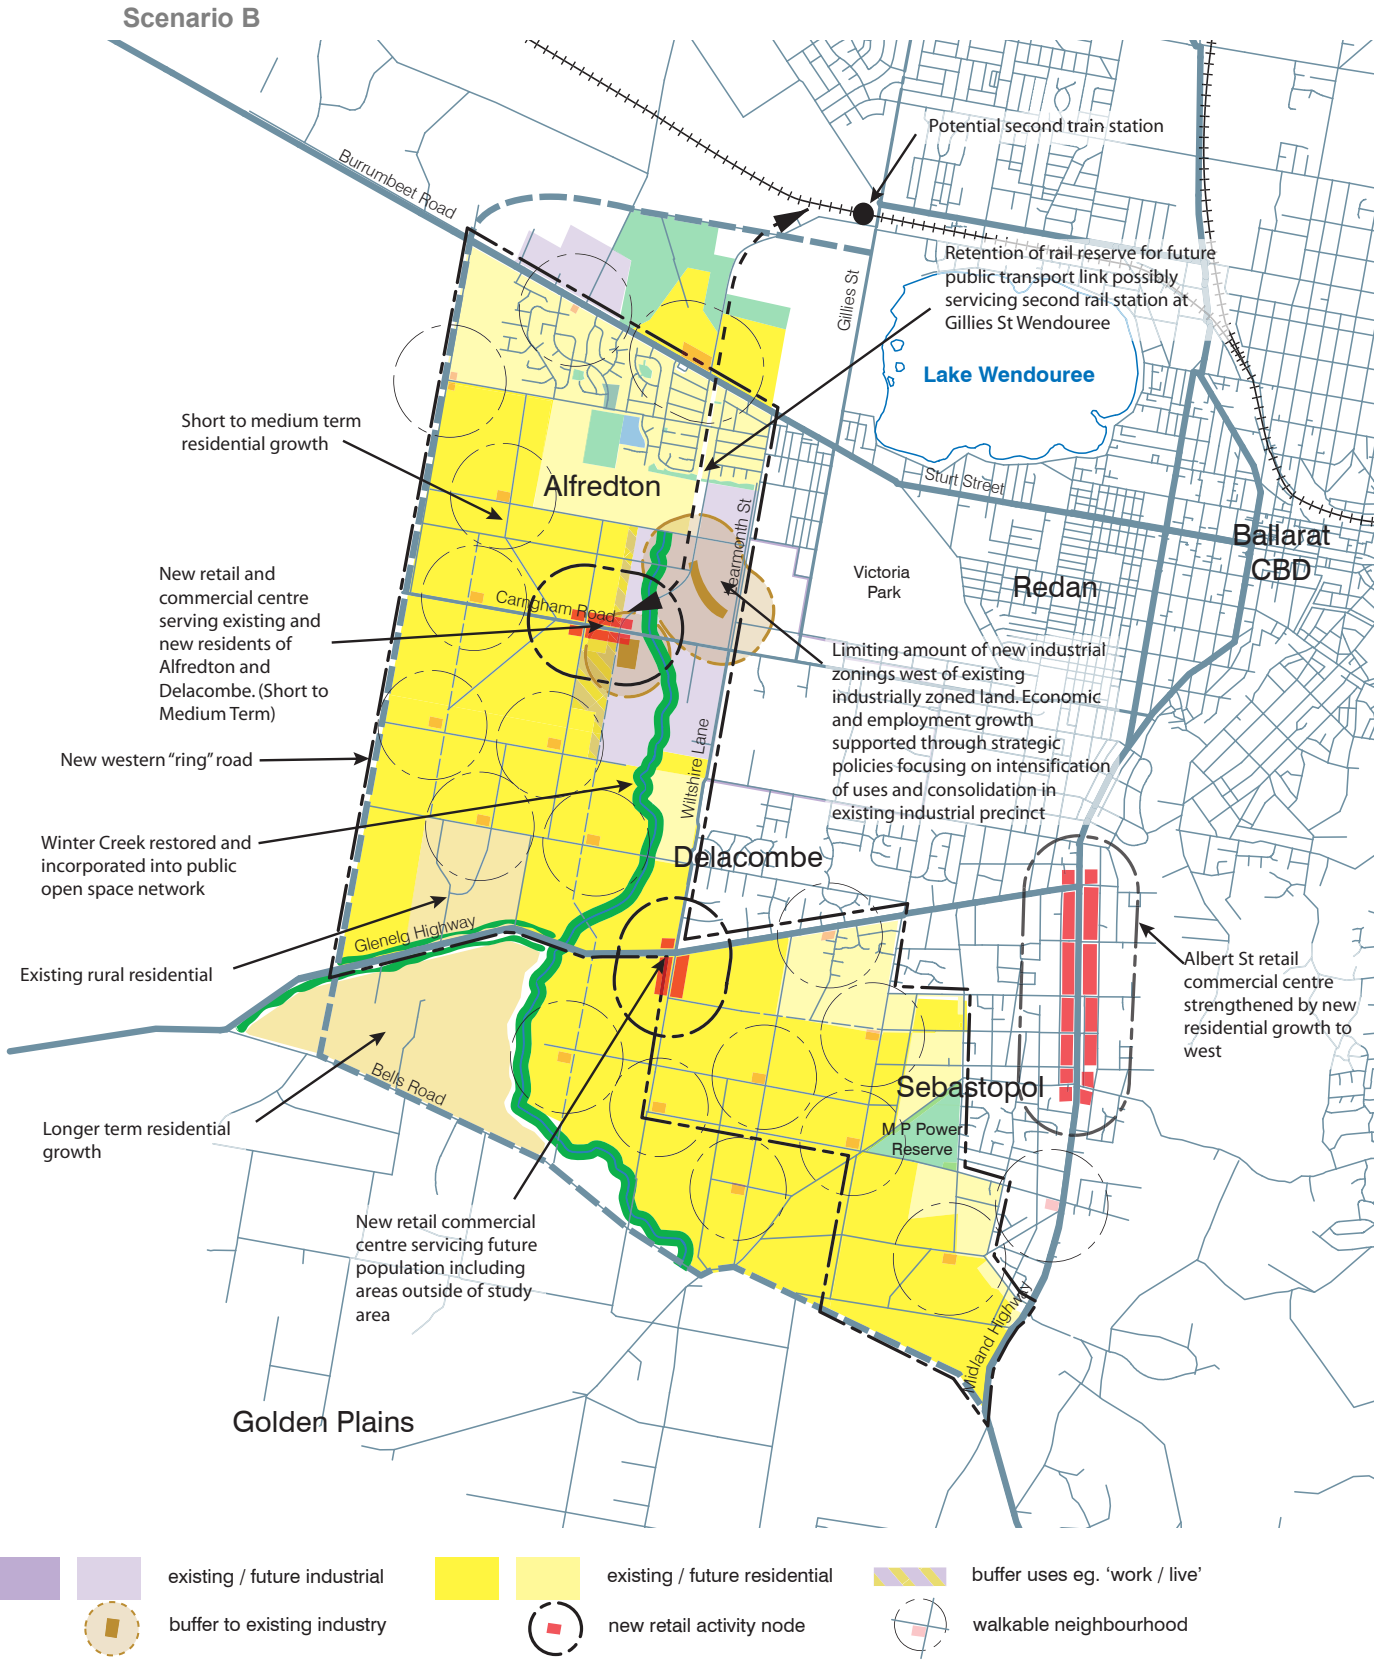 Scenario B
Potential second train station
Burrumbeet Road
Retention of rail reserve for future
public transport link possibly
servicing second rail station at
Gillies St Wendouree
Gillies St
Lake Wendouree
Short to medium term
residential growth
Alfredton
Sturt Street
Learmonth St
Ballarat
CBD
New retail and
commercial centre
serving existing and
new residents of
Alfredton and
Delacombe. (Short to
Medium Term)
Victoria
Park
Redan
Carngham Road
Limiting amount of new industrial
zonings west of existing
industrially zoned land. Economic
and employment growth
supported through strategic
policies focusing on intensification
of uses and consolidation in
existing industrial precinct
New western “ring” road
Wiltshire Lane
Winter Creek restored and
incorporated into public
open space network
Delacombe
Glenelg Highway
Existing rural residential
Albert St retail
commercial centre
strengthened by new
residential growth to
west
Bells Road
Sebastopol
M P Power
Reserve
Longer term residential
growth
New retail commercial
centre servicing future
population including
areas outside of study
area
Midland Highway
Golden Plains
existing / future industrial
existing / future residential
buffer uses eg. ‘work / live’
buffer to existing industry
new retail activity node
walkable neighbourhood